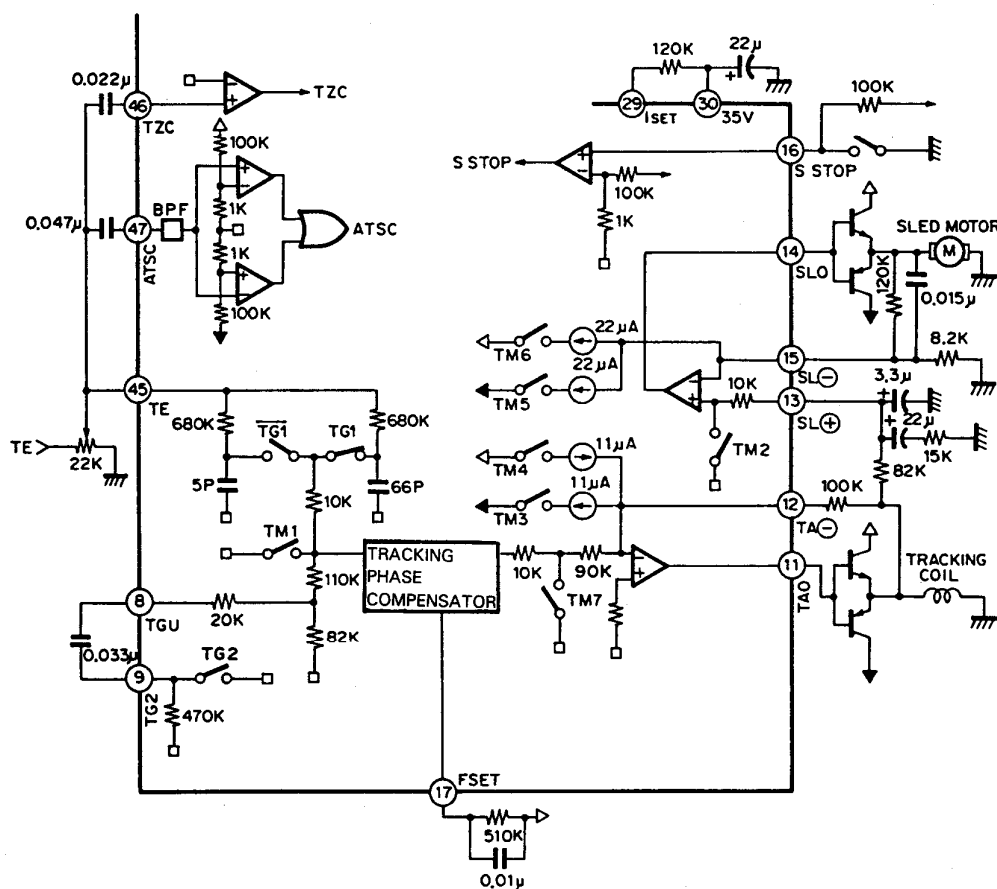 120K
22µ
0.022µ
46
TZC
TZC
29
ISET
30
35V
100K
16
S STOP
S STOP
100K
1K
100K
0.047µ
47
BPF
ATSC
1K
1K
100K
ATSC
14
SLO
SLED MOTOR
M
120K
0.015µ
TM6
22µA
22µA
TM5
15
SL⊖
8.2K
10K
13
SL⊕
3.3µ
22µ
15K
82K
TM2
45
TE
680K
TG1
TG1
680K
TE
22K
5P
66P
10K
TM4
11µA
11µA
TM3
12
TA⊖
100K
TM1
TRACKING
PHASE
COMPENSATOR
10K
90K
TM7
11
TAO
TRACKING
COIL
110K
8
TGU
20K
82K
0.033µ
9
TG2
TG2
470K
17
FSET
510K
0.01µ